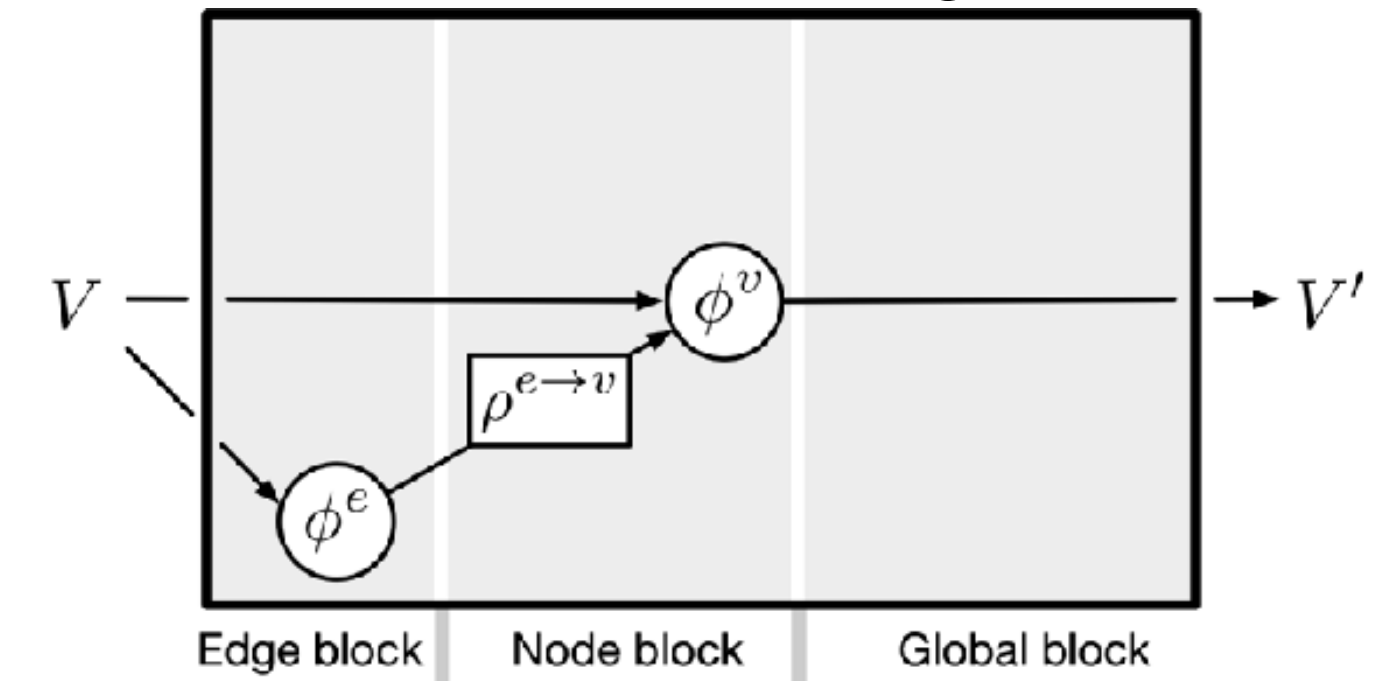 V
ϕ^v
V′
ρ^{e→v}
ϕ^e
Edge block
Node block
Global block